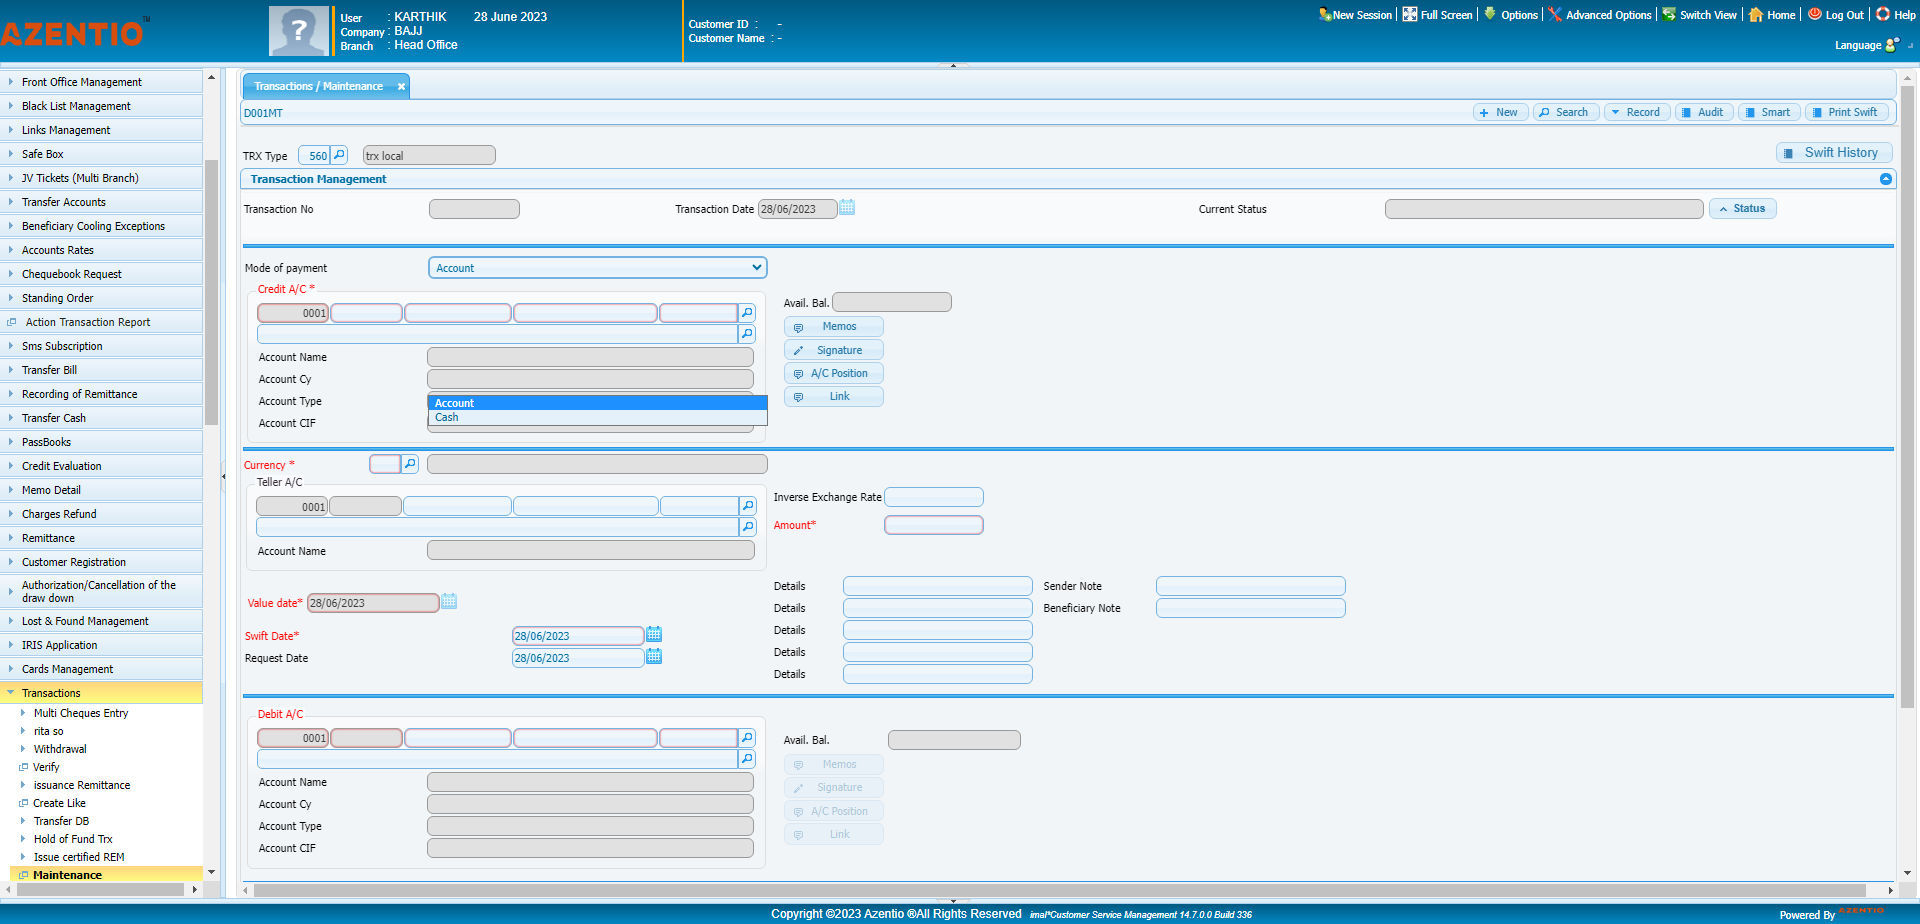 AZENTIO™
?
User : KARTHIK 28 June 2023
Company : BAJJ
Branch : Head Office
Customer ID : -
Customer Name : -
New Session Full Screen Options Advanced Options Switch View Home Log Out Help
Language
Front Office Management
Black List Management
Links Management
Safe Box
JV Tickets (Multi Branch)
Transfer Accounts
Beneficiary Cooling Exceptions
Accounts Rates
Chequebook Request
Standing Order
Action Transaction Report
Sms Subscription
Transfer Bill
Recording of Remittance
Transfer Cash
PassBooks
Credit Evaluation
Memo Detail
Charges Refund
Remittance
Customer Registration
Authorization/Cancellation of the
draw down
Lost & Found Management
IRIS Application
Cards Management
Transactions
Multi Cheques Entry
rita so
Withdrawal
Verify
issuance Remittance
Create Like
Transfer DB
Hold of Fund Trx
Issue certified REM
Maintenance
Transactions / Maintenance
D001MT
New Search Record Audit Smart Print Swift
TRX Type 560 trx local
Swift History
Transaction Management
Transaction No Transaction Date 28/06/2023 Current Status Status
Mode of payment Account
Credit A/C *
0001
Account Name
Account Cy
Account Type
Account CIF
Account
Cash
Avail. Bal.
Memos
Signature
A/C Position
Link
Currency *
Teller A/C
0001
Account Name
Inverse Exchange Rate
Amount*
Value date* 28/06/2023
Swift Date* 28/06/2023
Request Date 28/06/2023
Details Sender Note
Details Beneficiary Note
Details
Details
Details
Debit A/C
0001
Account Name
Account Cy
Account Type
Account CIF
Avail. Bal.
Memos
Signature
A/C Position
Link
Copyright ©2023 Azentio ®All Rights Reserved imal*Customer Service Management 14.7.0.0 Build 336
Powered By AZENTIO